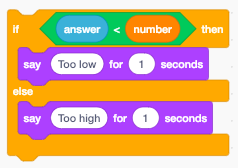 if answer < number then
say Too low for 1 seconds
else
say Too high for 1 seconds